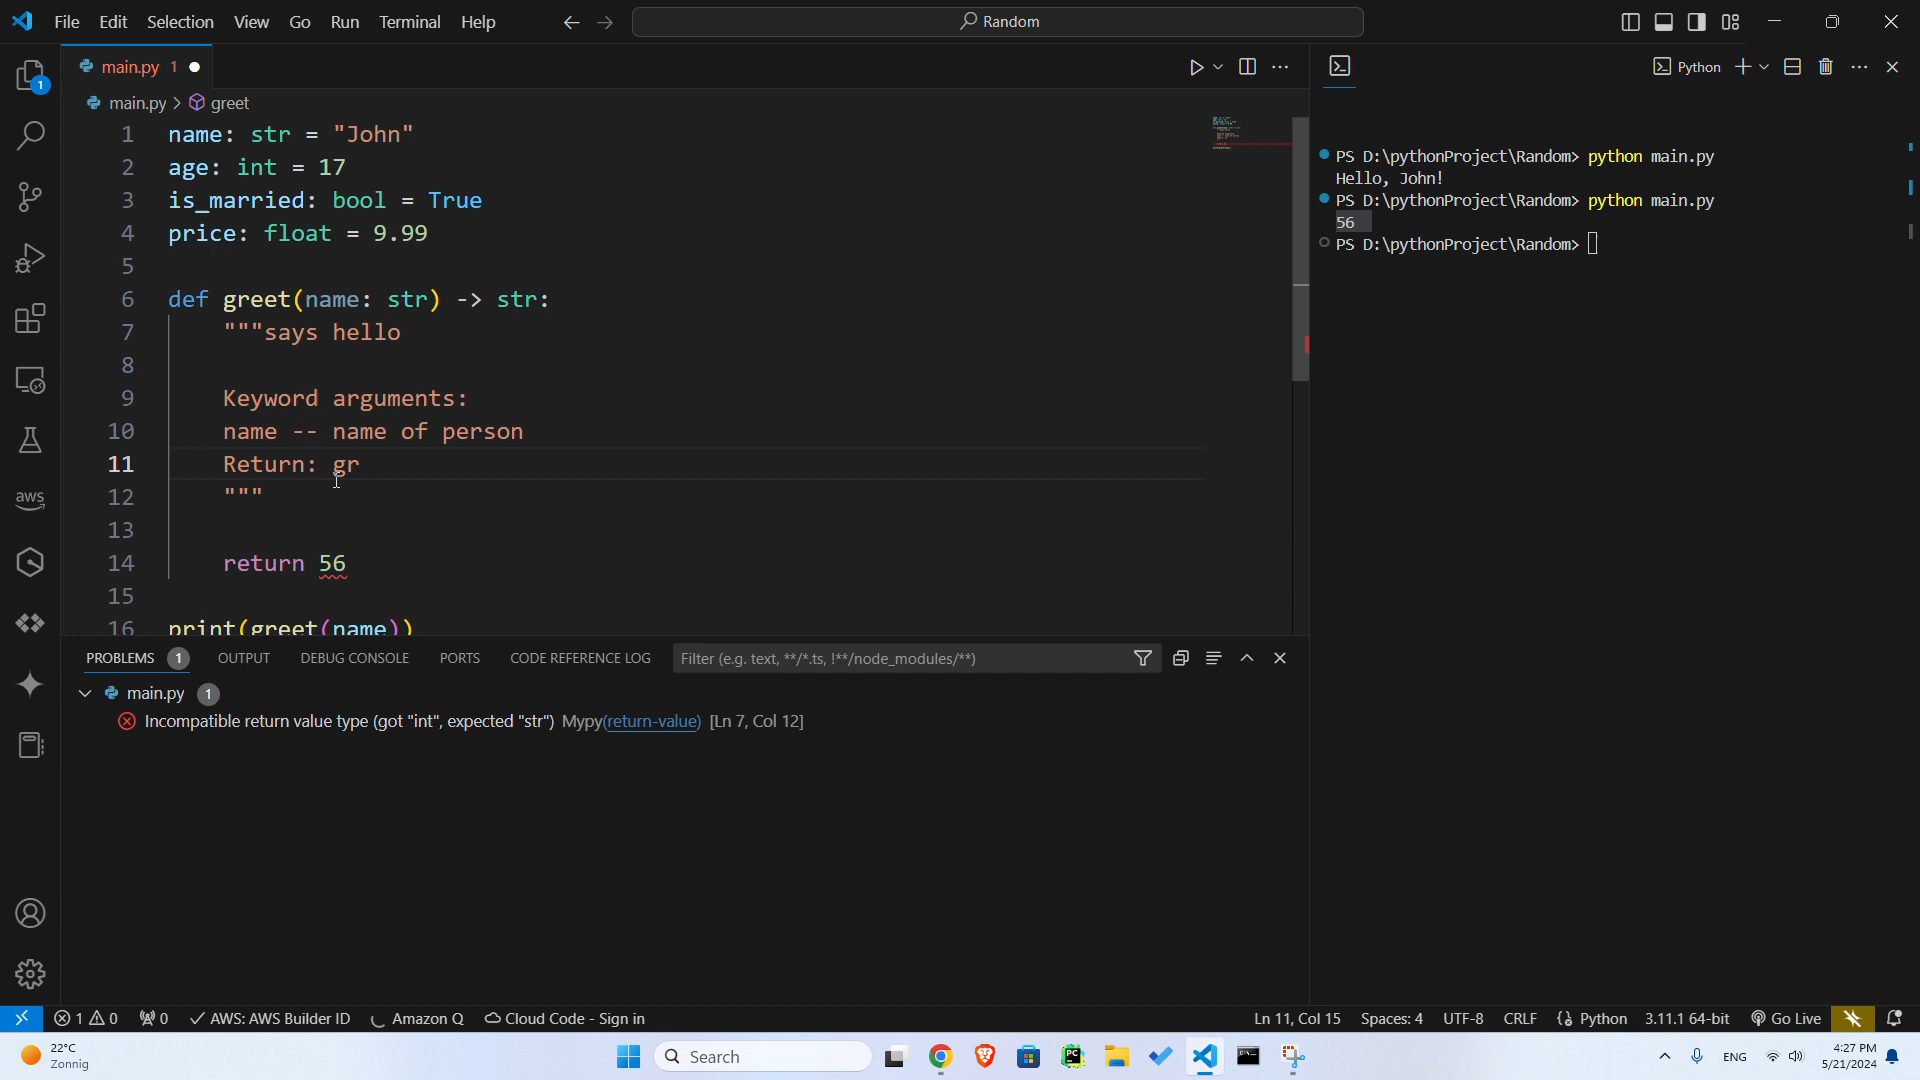 File Edit Selection View Go Run Terminal Help
Random
main.py 1
Python
main.py > greet
1 name: str = "John"
2 age: int = 17
3 is_married: bool = True
4 price: float = 9.99
5
6 def greet(name: str) -> str:
7 """says hello
8
9 Keyword arguments:
10 name -- name of person
11 Return: gr
12 """
13
14 return 56
15
16 print(greet(name))
PS D:\pythonProject\Random> python main.py
Hello, John!
PS D:\pythonProject\Random> python main.py
56
PS D:\pythonProject\Random>
1
aws
PROBLEMS 1 OUTPUT DEBUG CONSOLE PORTS CODE REFERENCE LOG Filter (e.g. text, **/*.ts, !**/node_modules/**)
main.py 1
Incompatible return value type (got "int", expected "str") Mypy(return-value) [Ln 7, Col 12]
1 0 0 AWS: AWS Builder ID Amazon Q Cloud Code - Sign in Ln 11, Col 15 Spaces: 4 UTF-8 CRLF Python 3.11.1 64-bit Go Live
22°C
Zonnig
Search
PC
ENG
4:27 PM
5/21/2024